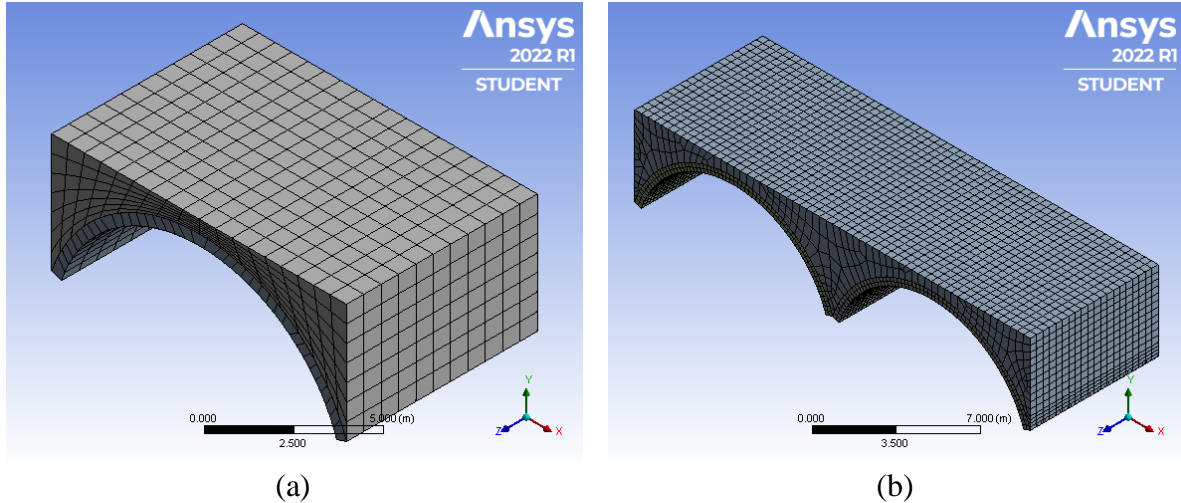 Ansys
2022 R1
STUDENT
0.000
5.000 (m)
2.500
Y
Z
X
(a)
Ansys
2022 R1
STUDENT
0.000
7.000 (m)
3.500
Y
Z
X
(b)